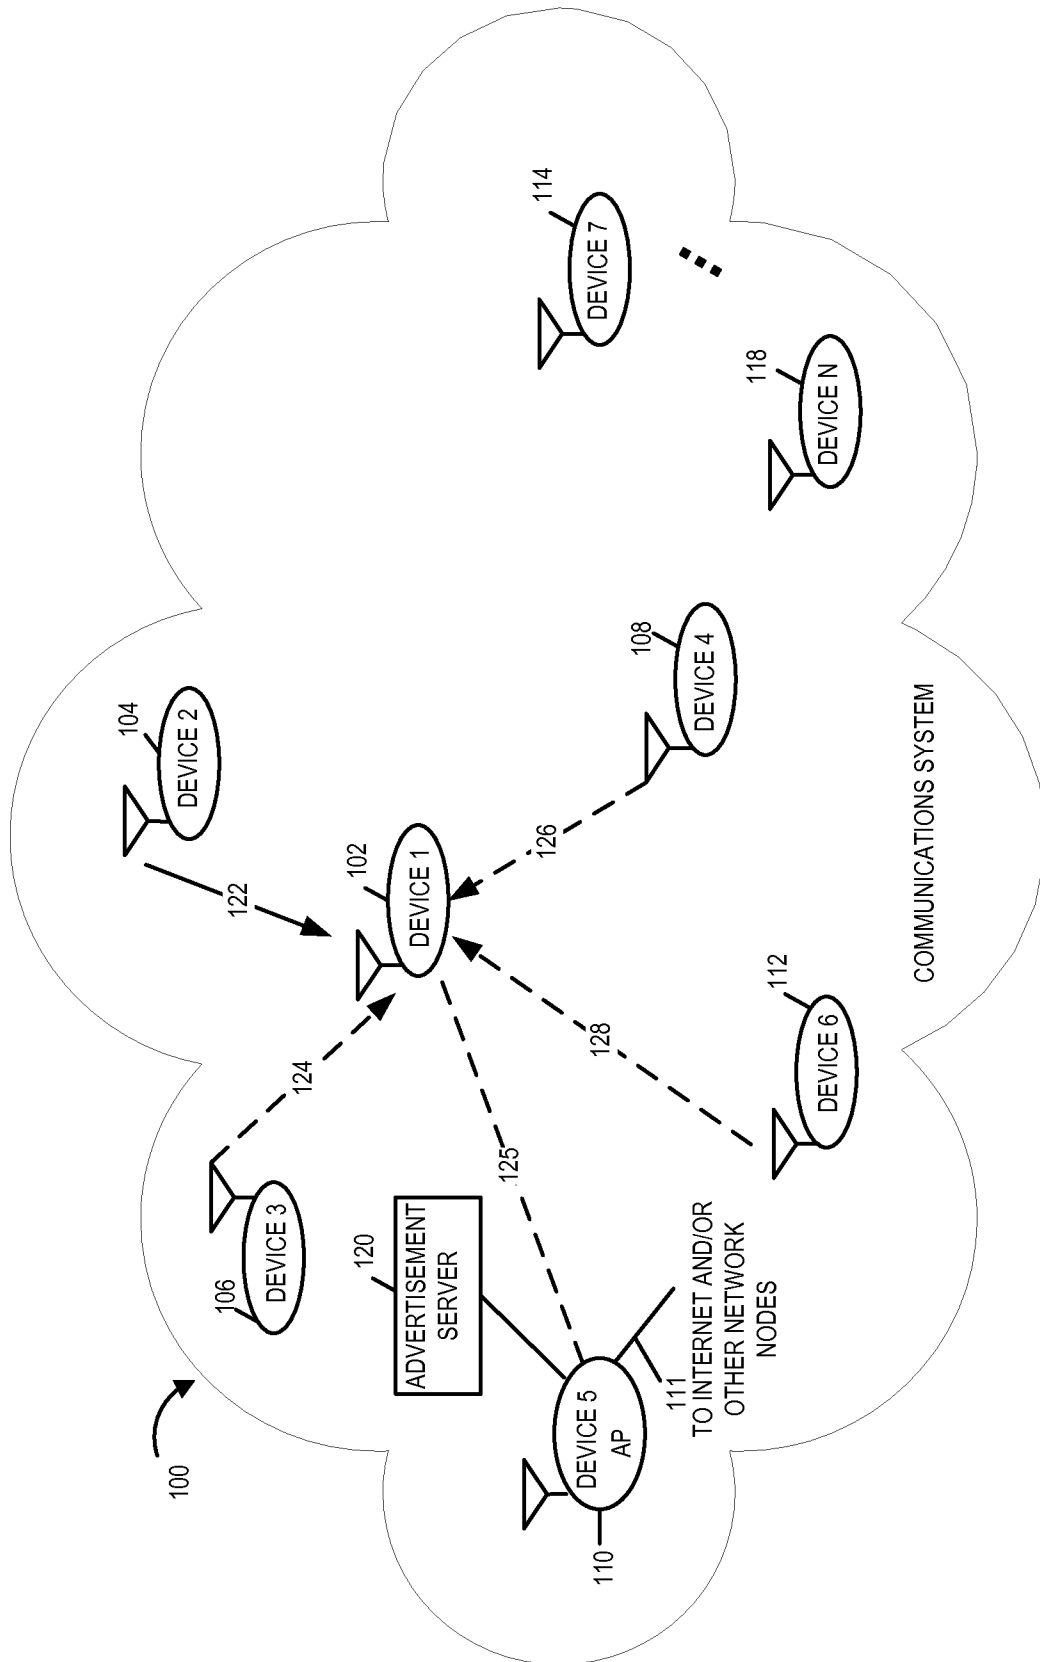 100
106
DEVICE 3
124
122
104
DEVICE 2
102
DEVICE 1
114
DEVICE 7
118
DEVICE N
108
DEVICE 4
126
125
128
120
ADVERTISEMENT
SERVER
110
DEVICE 5
AP
111
TO INTERNET AND/OR
OTHER NETWORK
NODES
112
DEVICE 6
COMMUNICATIONS SYSTEM